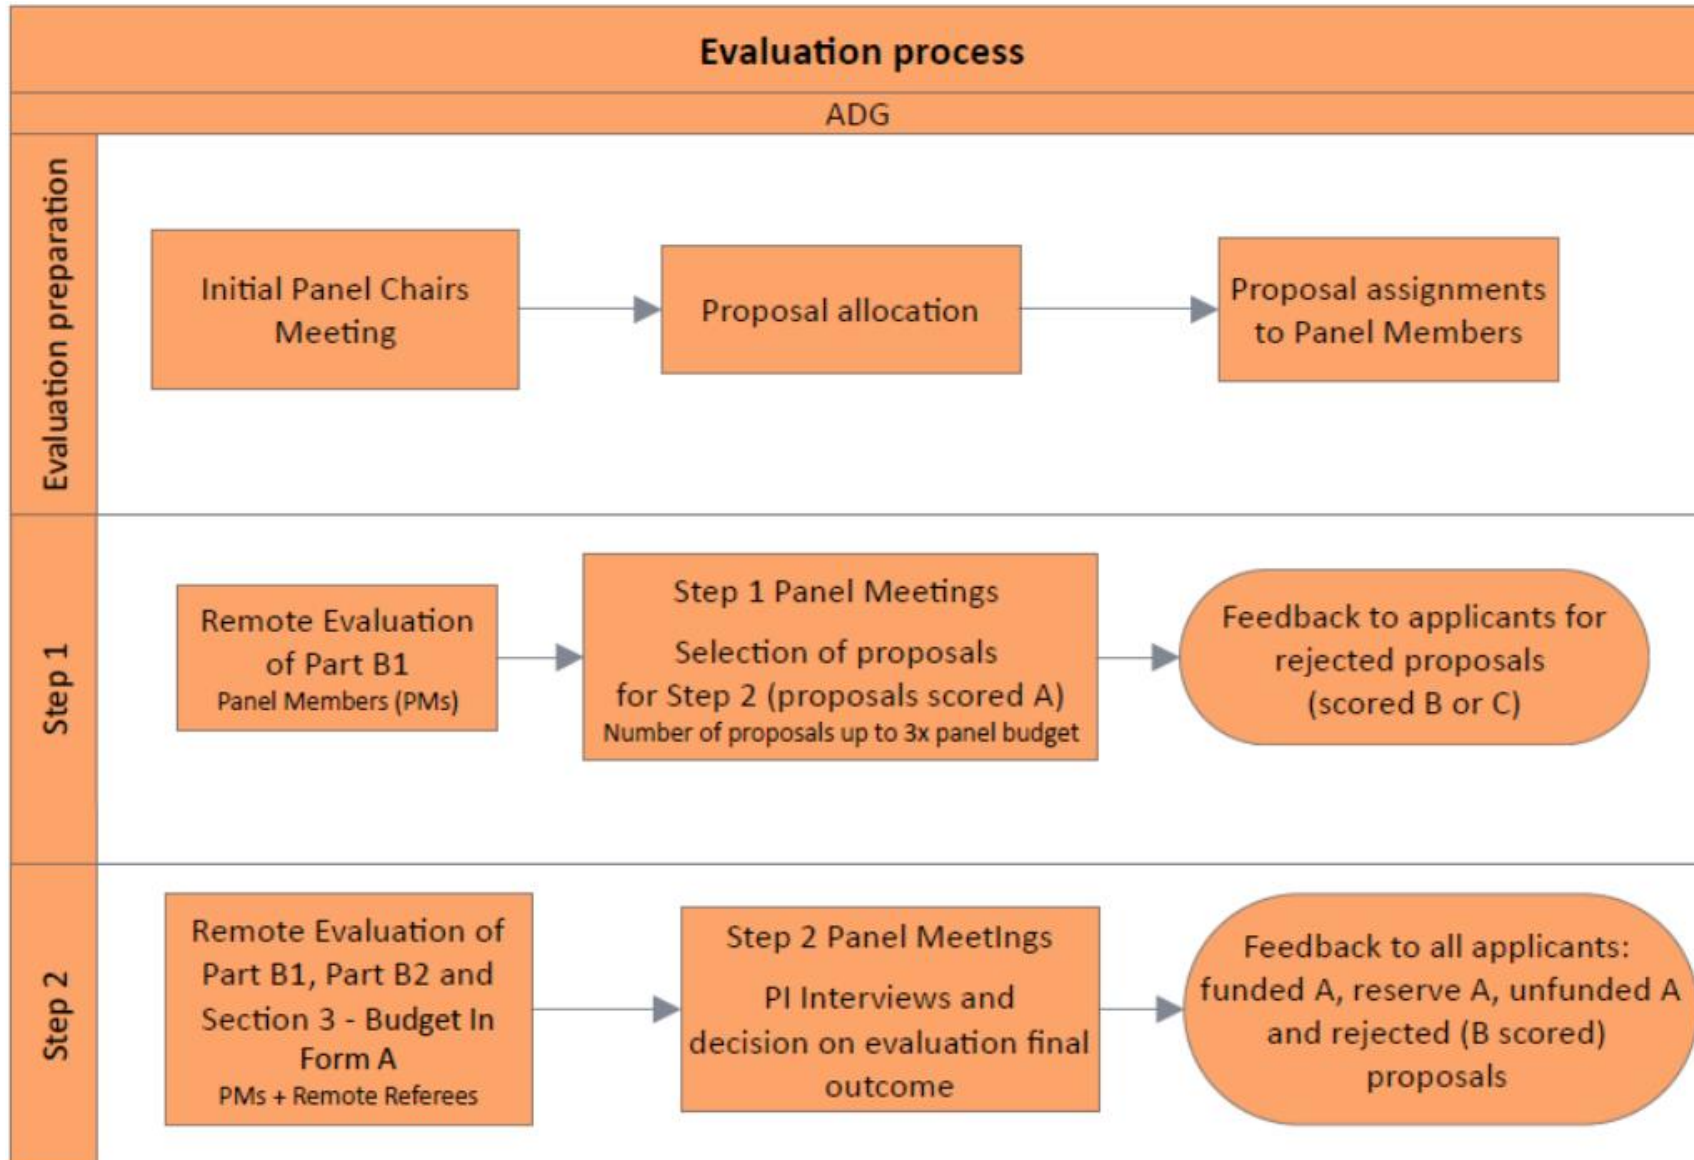 Evaluation process
ADG
Evaluation preparation
Initial Panel Chairs
Meeting
Proposal allocation
Proposal assignments
to Panel Members
Step 1
Remote Evaluation
of Part B1
Panel Members (PMs)
Step 1 Panel Meetings
Selection of proposals
for Step 2 (proposals scored A)
Number of proposals up to 3x panel budget
Feedback to applicants for
rejected proposals
(scored B or C)
Step 2
Remote Evaluation of
Part B1, Part B2 and
Section 3 - Budget In
Form A
PMs + Remote Referees
Step 2 Panel MeetIngs
PI Interviews and
decision on evaluation final
outcome
Feedback to all applicants:
funded A, reserve A, unfunded A
and rejected (B scored)
proposals